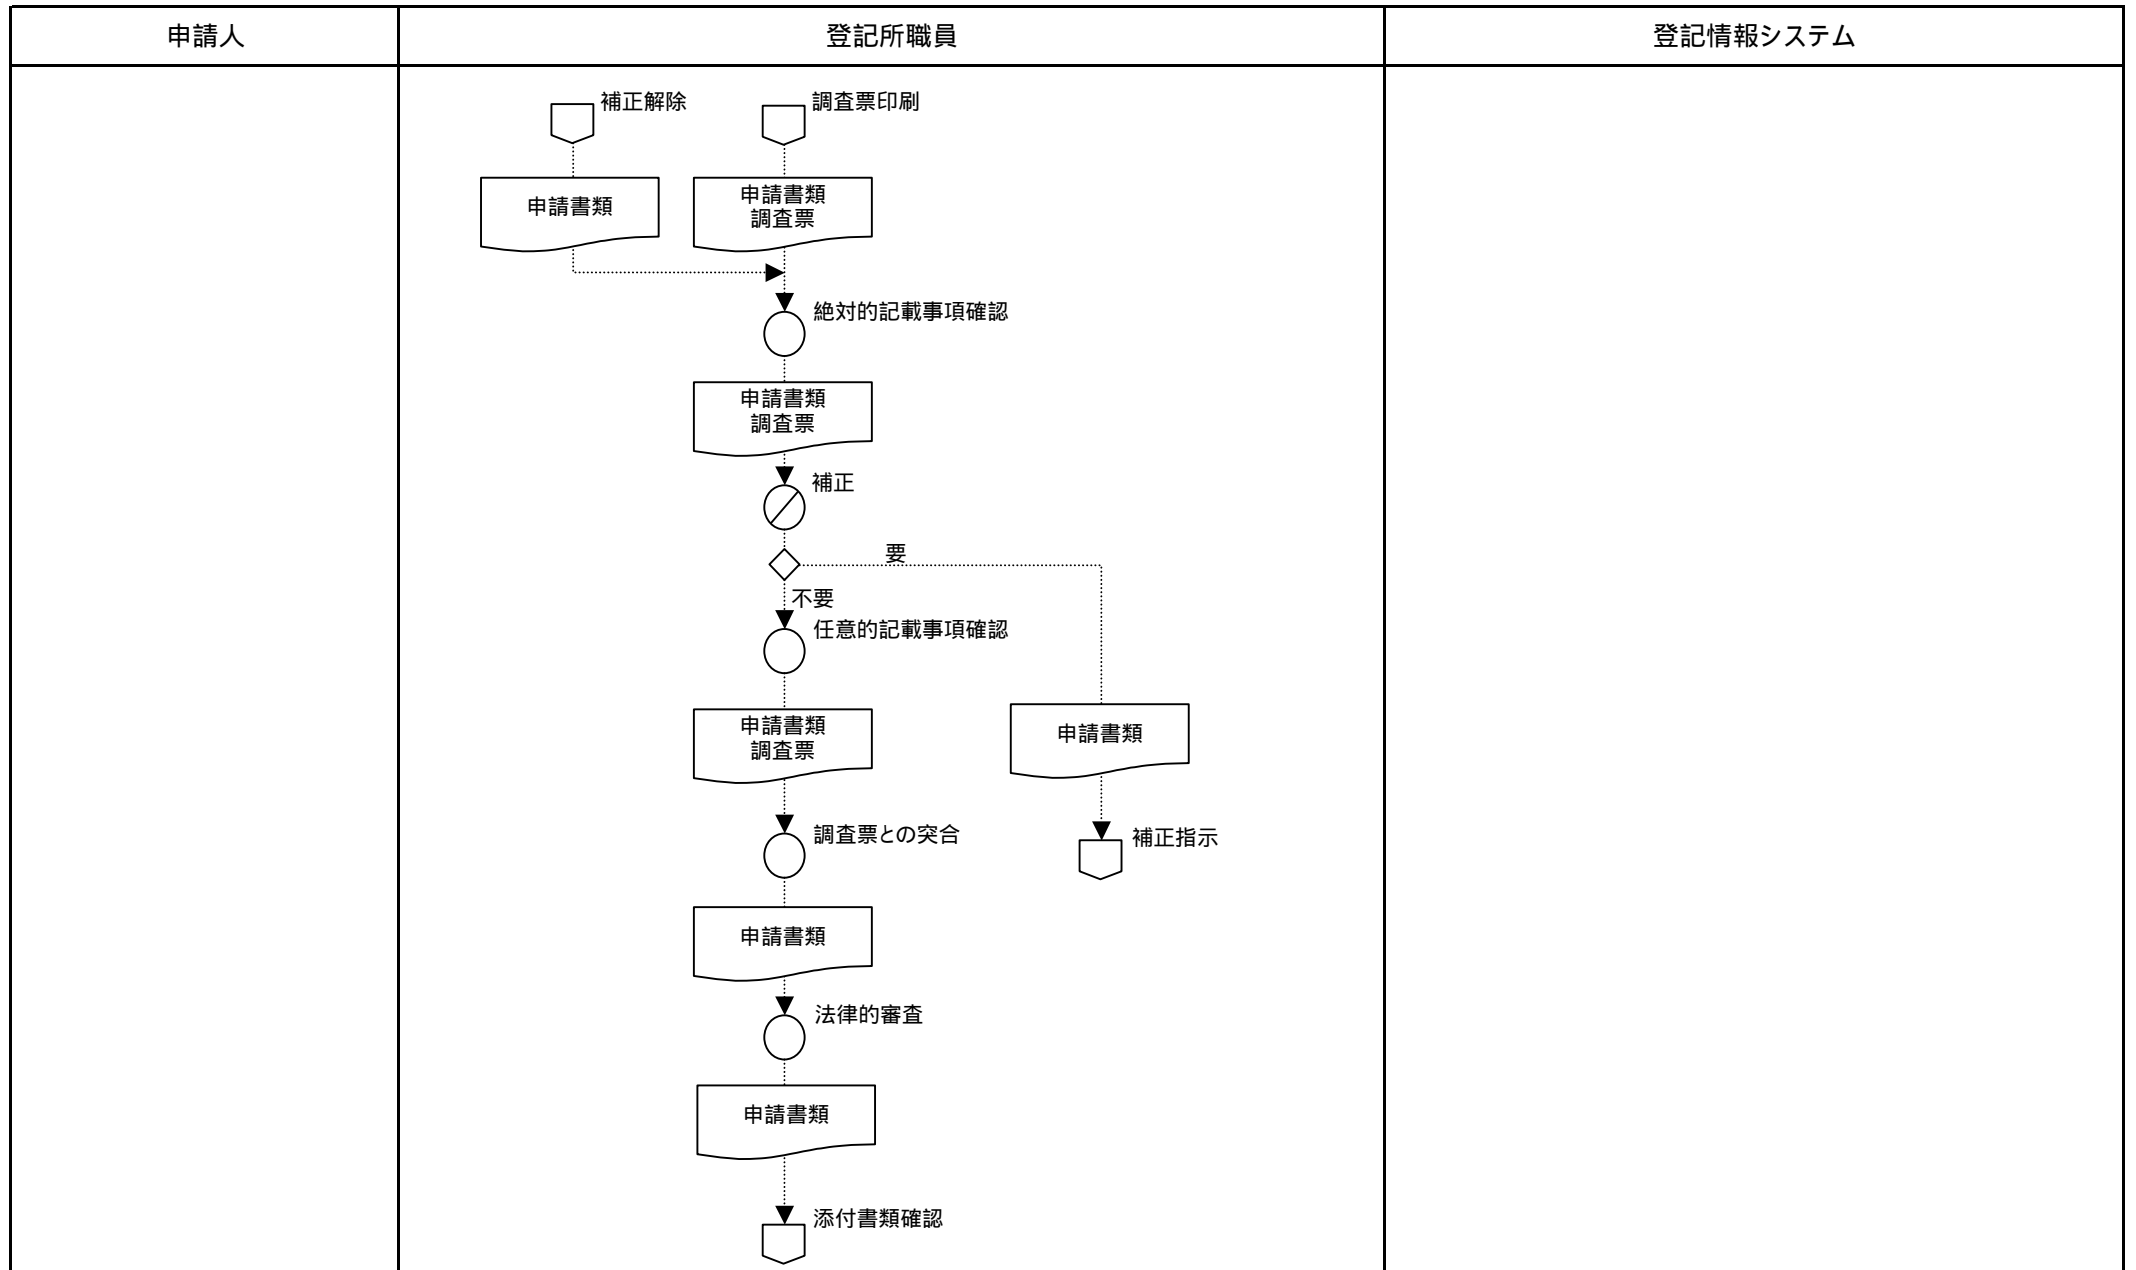 申請人
登記所職員
登記情報システム
補正解除
調査票印刷
申請書類
申請書類
調査票
絶対的記載事項確認
申請書類
調査票
補正
要
不要
任意的記載事項確認
申請書類
調査票
申請書類
調査票との突合
補正指示
申請書類
法律的審査
申請書類
添付書類確認